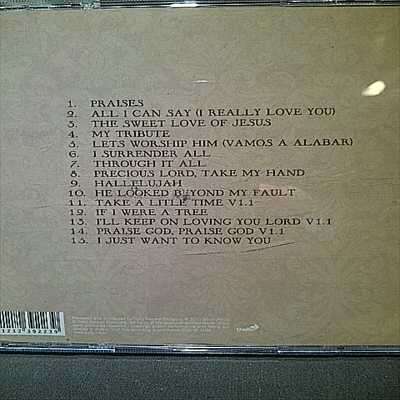 1. PRAISES
2. ALL I CAN SAY (I REALLY LOVE YOU)
3. THE SWEET LOVE OF JESUS
4. MY TRIBUTE
5. LETS WORSHIP HIM (VAMOS A ALABAR)
6. I SURRENDER ALL
7. THROUGH IT ALL
8. PRECIOUS LORD, TAKE MY HAND
9. HALLELUJAH
10. HE LOOKED BEYOND MY FAULT
11. TAKE A LITLE TIME V1.1
12. IF I WERE A TREE
13. I'LL KEEP ON LOVING YOU LORD V1.1
14. PRAISE GOD, PRAISE GOD V1.1
15. I JUST WANT TO KNOW YOU